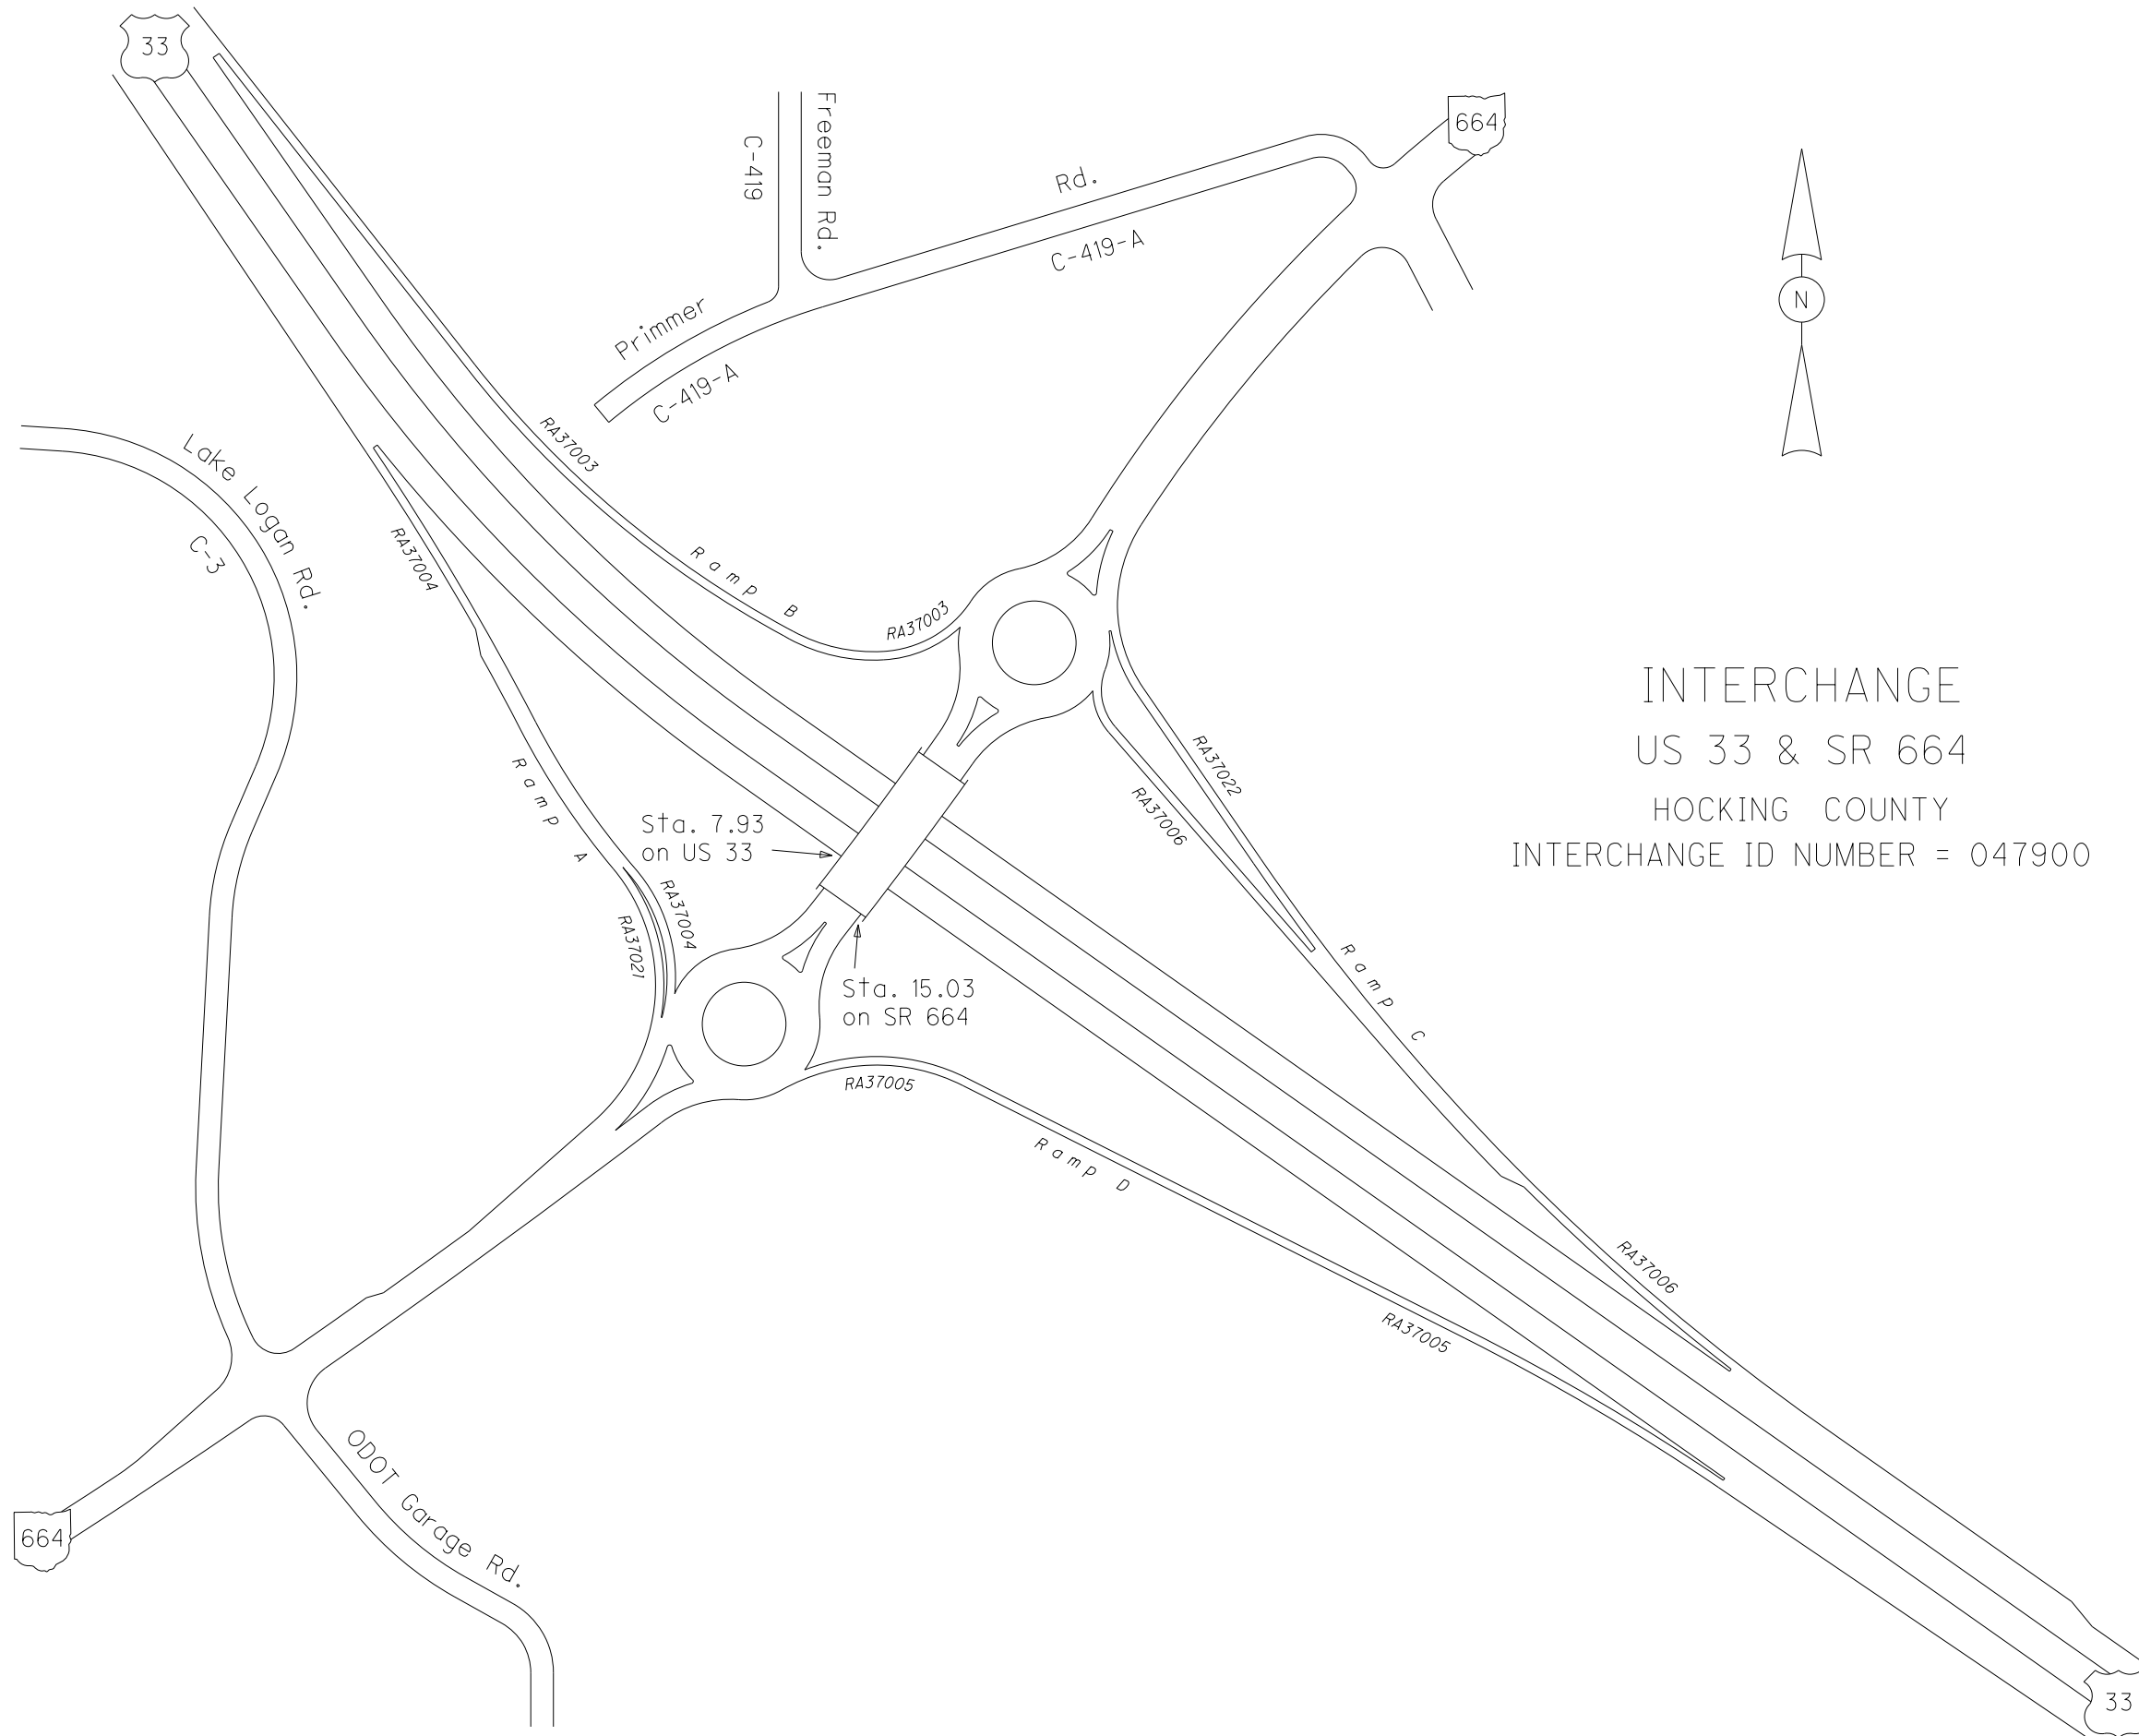 33
664
C-419
Freeman Rd.
Rd.
C-419-A
N
Primmer
C-419-A
RA37003
Lake Logan Rd.
C-3
RA37004
Ramp B
RA37003
INTERCHANGE
US 33 & SR 664
HOCKING COUNTY
INTERCHANGE ID NUMBER = 047900
RA37022
RA37006
Ramp A
Sta. 7.93
on US 33
RA37004
RA37021
Sta. 15.03
on SR 664
Ramp C
RA37005
Ramp D
RA37006
RA37005
ODOT Garage Rd.
664
33